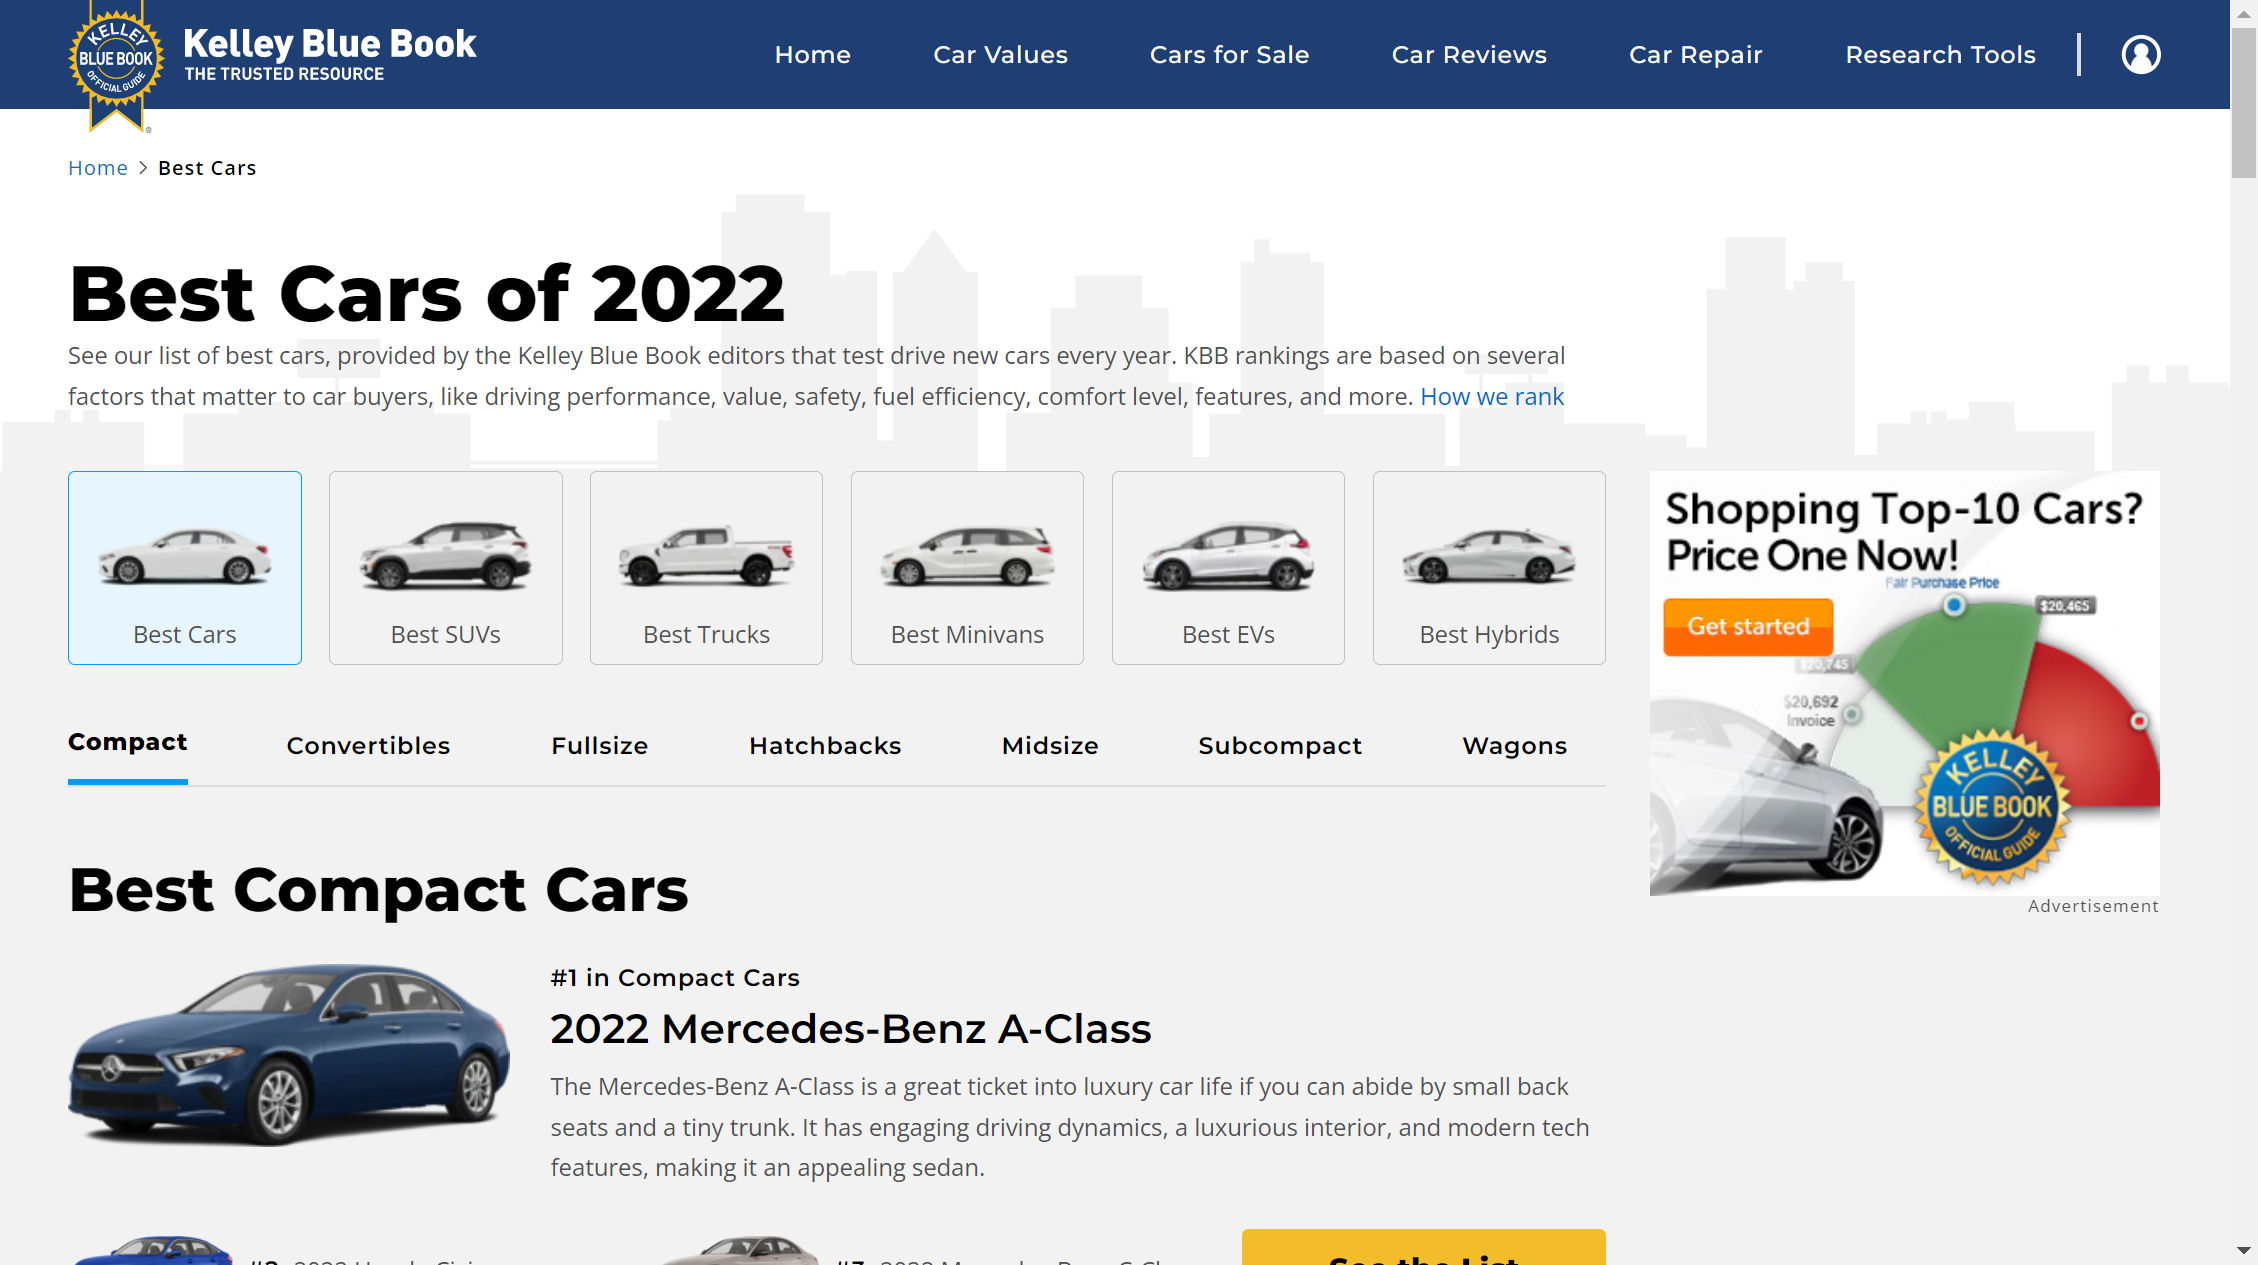 KELLEY
BLUE BOOK
OFFICIAL GUIDE
Kelley Blue Book
THE TRUSTED RESOURCE
Home
Car Values
Cars for Sale
Car Reviews
Car Repair
Research Tools
Home > Best Cars
Best Cars of 2022
See our list of best cars, provided by the Kelley Blue Book editors that test drive new cars every year. KBB rankings are based on several
factors that matter to car buyers, like driving performance, value, safety, fuel efficiency, comfort level, features, and more. How we rank
Best Cars
Best SUVs
Best Trucks
Best Minivans
Best EVs
Best Hybrids
Shopping Top-10 Cars?
Price One Now!
Fair Purchase Price
$20,465
Get started
$20,745
$20,692
Invoice
KELLEY
BLUE BOOK
OFFICIAL GUIDE
Advertisement
Compact
Convertibles
Fullsize
Hatchbacks
Midsize
Subcompact
Wagons
Best Compact Cars
#1 in Compact Cars
2022 Mercedes-Benz A-Class
The Mercedes-Benz A-Class is a great ticket into luxury car life if you can abide by small back
seats and a tiny trunk. It has engaging driving dynamics, a luxurious interior, and modern tech
features, making it an appealing sedan.
See the List